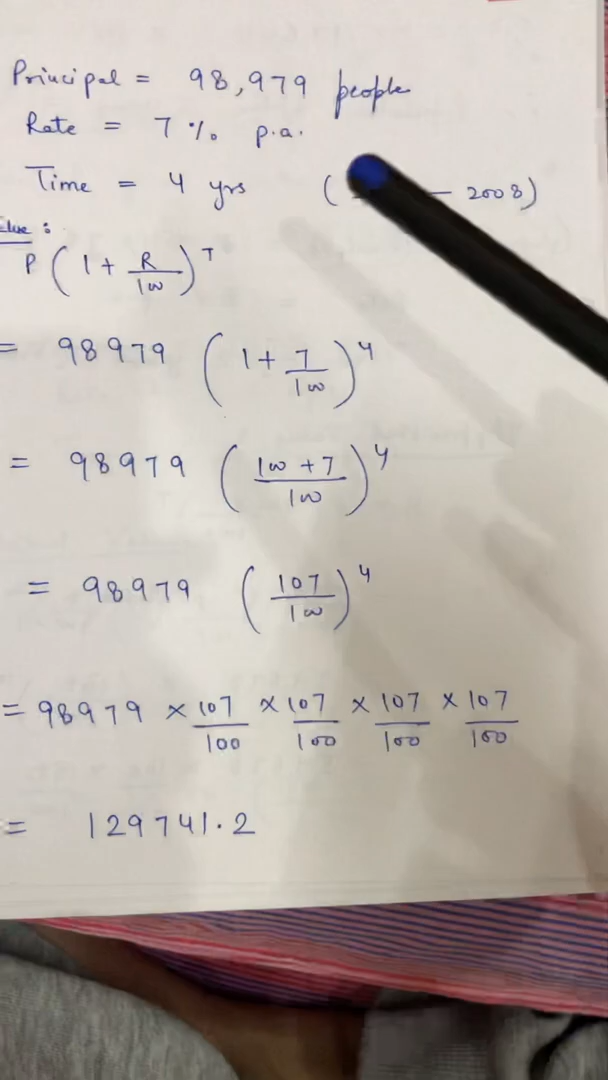 Principal = 98,979 people
Rate = 7% p.a.
Time = 4 yrs ( — 2008)
:
P (1 + R/100)^T
= 98979 (1 + 7/100)^4
= 98979 (100 + 7/100)^4
= 98979 (107/100)^4
= 98979 × 107/100 × 107/100 × 107/100 × 107/100
= 129741.2